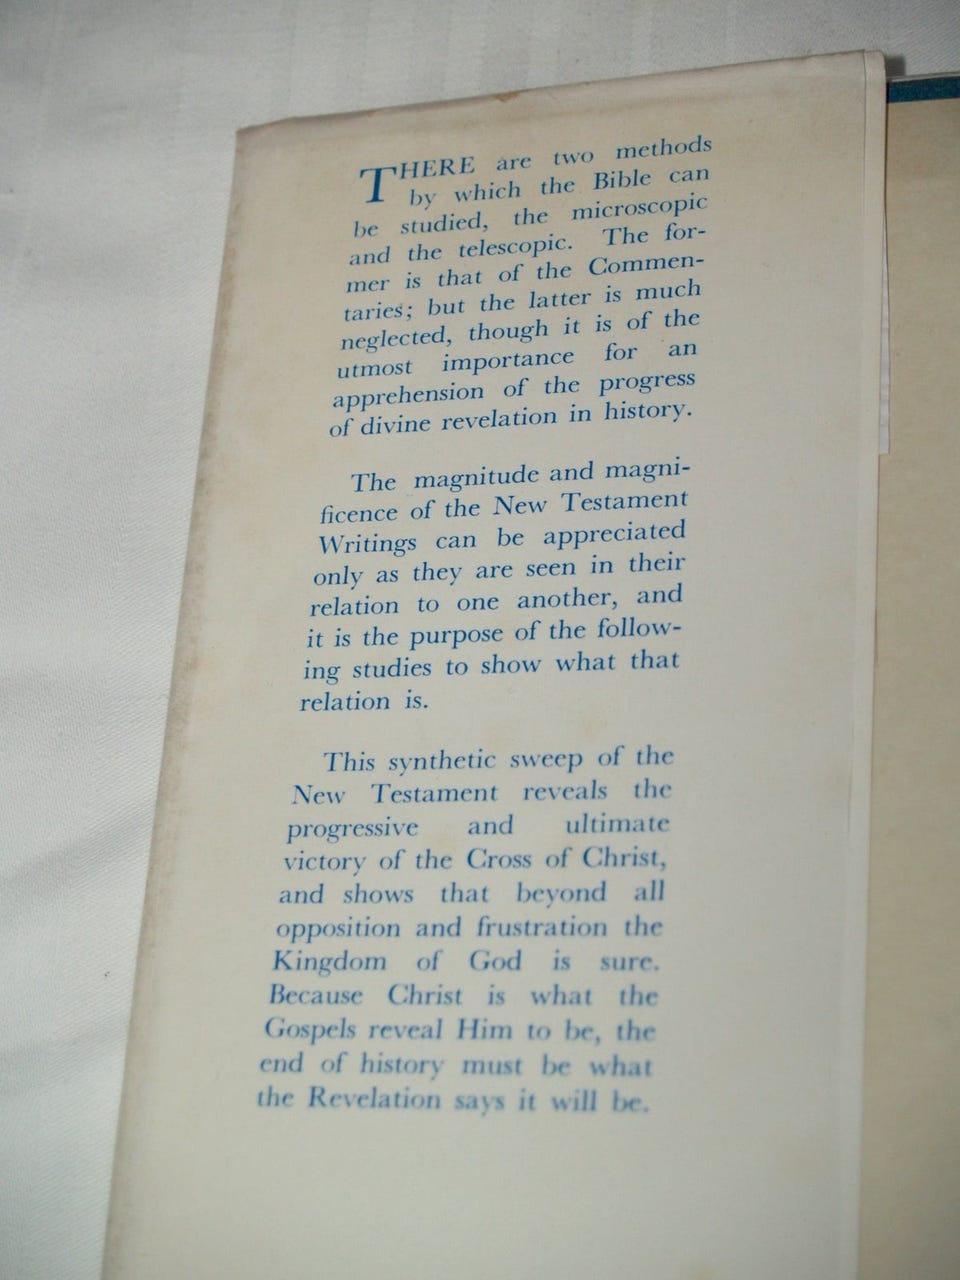 THERE are two methods
by which the Bible can
be studied, the microscopic
and the telescopic. The for-
mer is that of the Commen-
taries; but the latter is much
neglected, though it is of the
utmost importance for an
apprehension of the progress
of divine revelation in history.
The magnitude and magni-
ficence of the New Testament
Writings can be appreciated
only as they are seen in their
relation to one another, and
it is the purpose of the follow-
ing studies to show what that
relation is.
This synthetic sweep of the
New Testament reveals the
progressive and ultimate
victory of the Cross of Christ,
and shows that beyond all
opposition and frustration the
Kingdom of God is sure.
Because Christ is what the
Gospels reveal Him to be, the
end of history must be what
the Revelation says it will be.